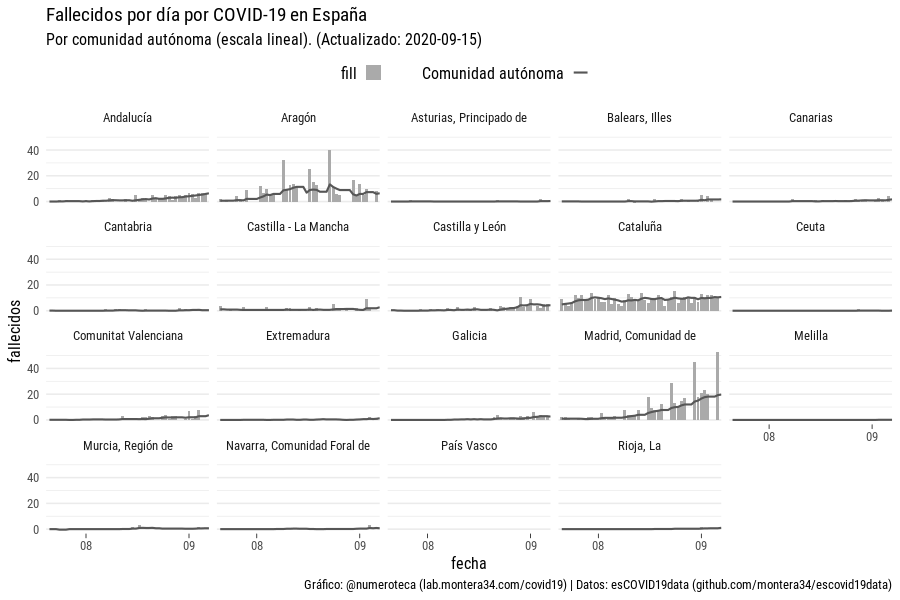 Fallecidos por día por COVID-19 en España
Por comunidad autónoma (escala lineal). (Actualizado: 2020-09-15)
fill Comunidad autónoma
Andalucía Aragón Asturias, Principado de Balears, Illes Canarias
40
20
0
Cantabria Castilla - La Mancha Castilla y León Cataluña Ceuta
40
20
0
Comunitat Valenciana Extremadura Galicia Madrid, Comunidad de Melilla
40
20
0
08 09
Murcia, Región de Navarra, Comunidad Foral de País Vasco Rioja, La
40
20
0
08 09 08 09 08 09 08 09
fallecidos
fecha
Gráfico: @numeroteca (lab.montera34.com/covid19) | Datos: esCOVID19data (github.com/montera34/escovid19data)